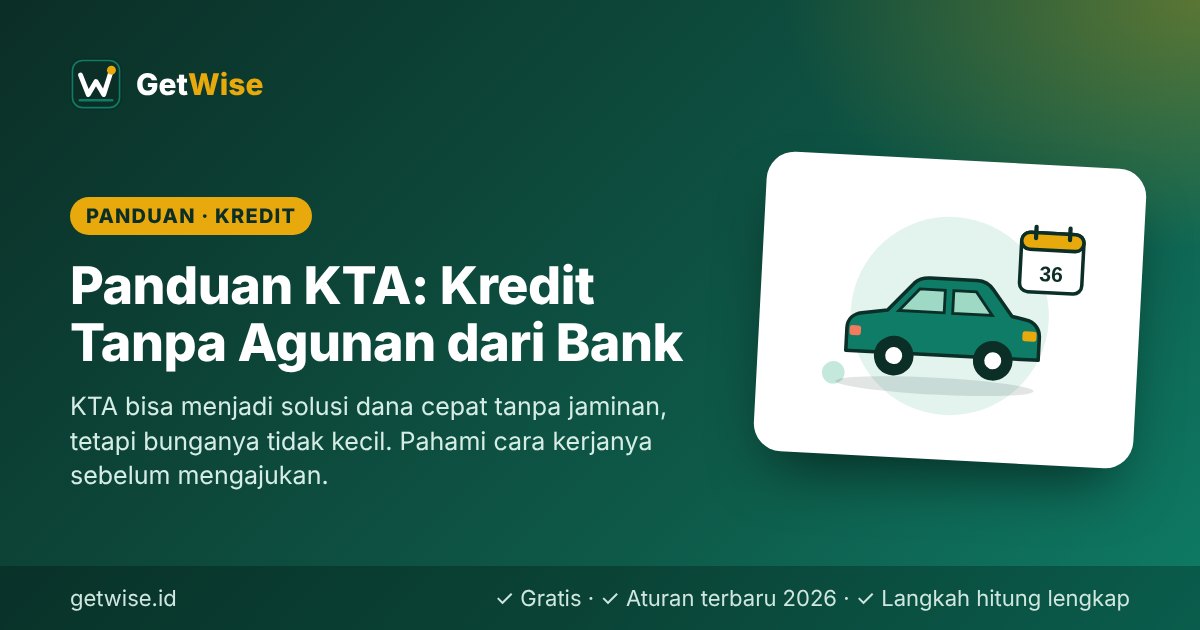 GetWise
PANDUAN · KREDIT
Panduan KTA: Kredit
Tanpa Agunan dari Bank
KTA bisa menjadi solusi dana cepat tanpa jaminan,
tetapi bunganya tidak kecil. Pahami cara kerjanya
sebelum mengajukan.
36
getwise.id
✓ Gratis · ✓ Aturan terbaru 2026 · ✓ Langkah hitung lengkap